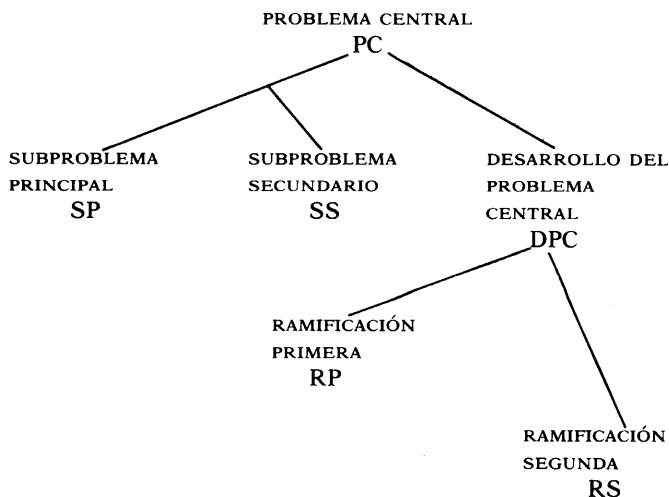 PROBLEMA CENTRAL
PC
SUBPROBLEMA
PRINCIPAL
SP
SUBPROBLEMA
SECUNDARIO
SS
DESARROLLO DEL
PROBLEMA
CENTRAL
DPC
RAMIFICACIÓN
PRIMERA
RP
RAMIFICACIÓN
SEGUNDA
RS